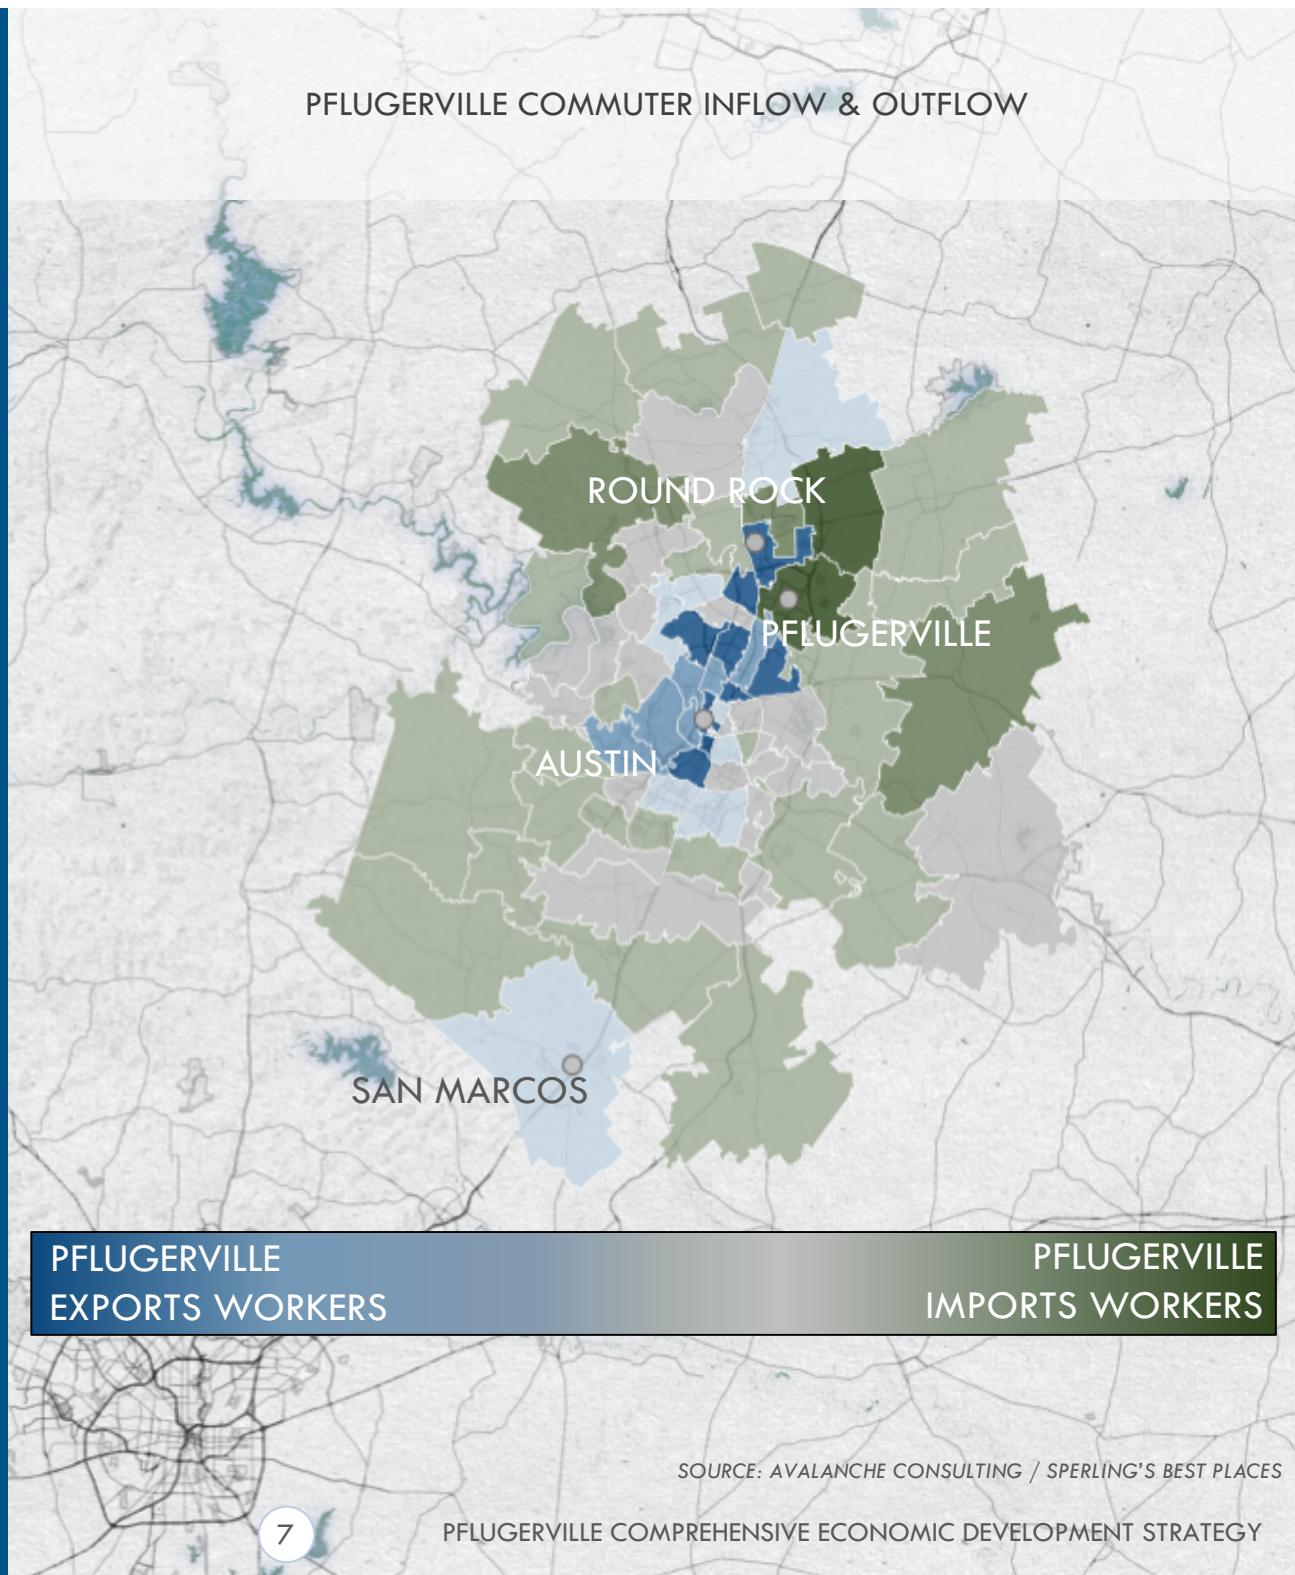 PFLUGERVILLE COMMUTER INFLOW & OUTFLOW
ROUND ROCK
PFLUGERVILLE
AUSTIN
SAN MARCOS
PFLUGERVILLE
EXPORTS WORKERS
PFLUGERVILLE
IMPORTS WORKERS
SOURCE: AVALANCHE CONSULTING / SPERLING'S BEST PLACES
7
PFLUGERVILLE COMPREHENSIVE ECONOMIC DEVELOPMENT STRATEGY